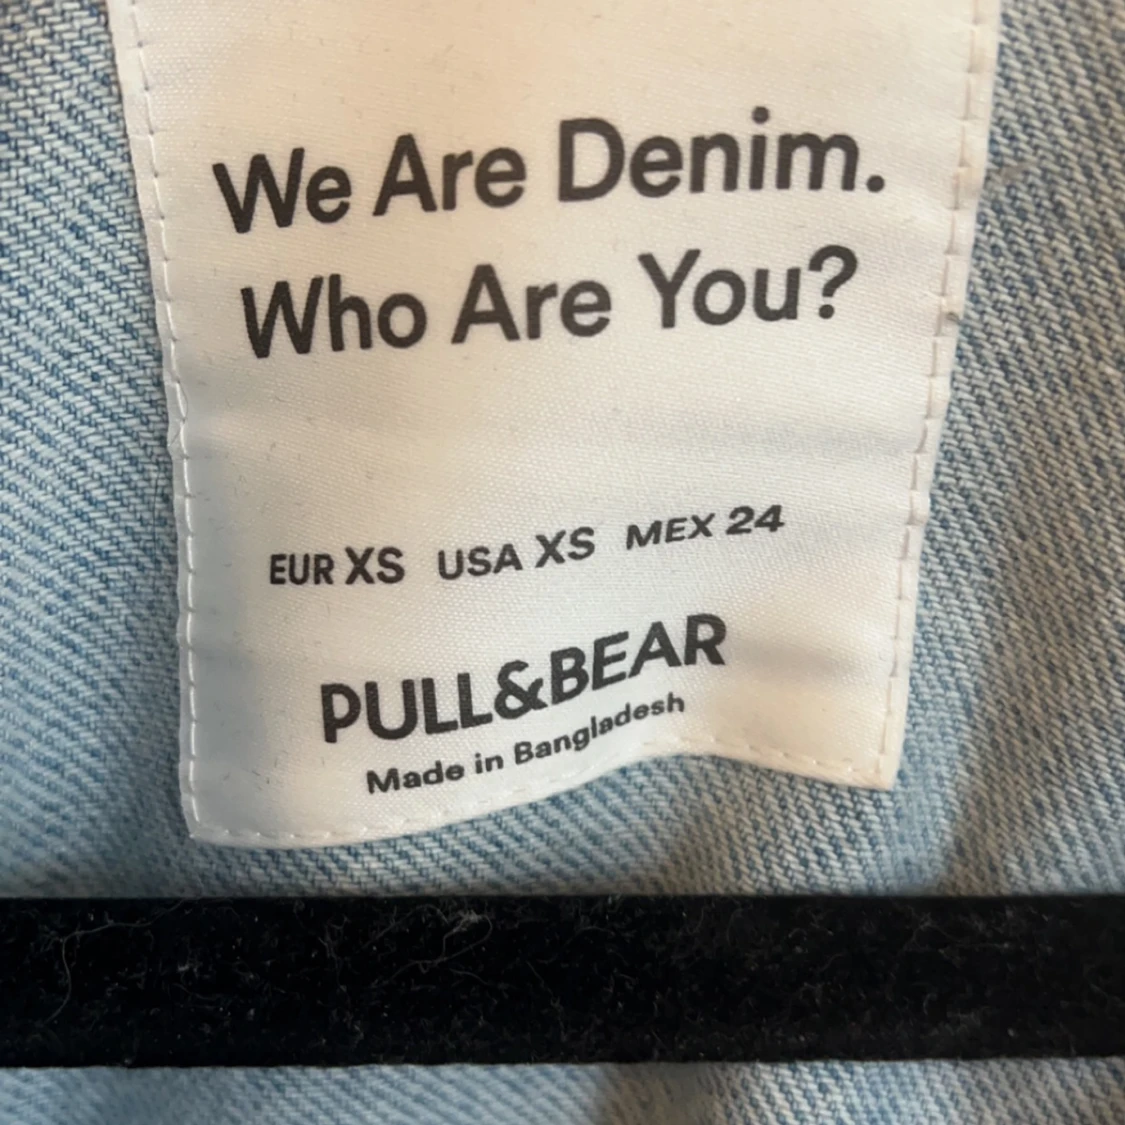 We Are Denim.
Who Are You?
EUR XS USA XS MEX 24
PULL&BEAR
Made in Bangladesh